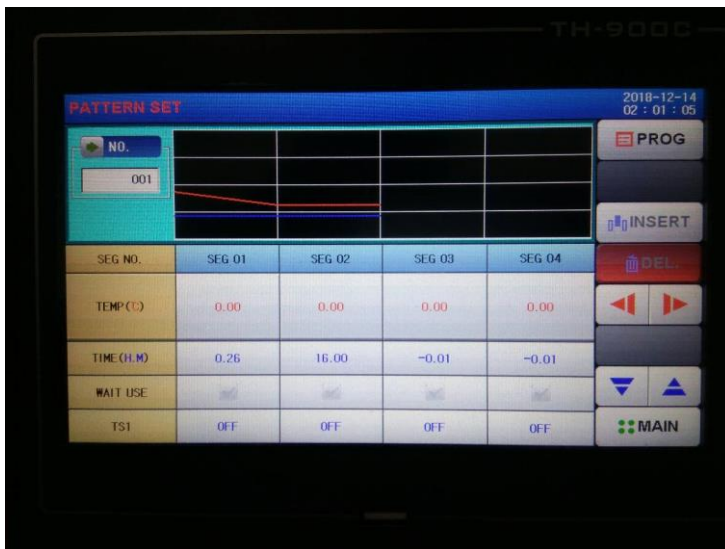 TH-900C
PATTERN SET
2018-12-14
02 : 01 : 05
NO.
001
PROG
INSERT
DEL.
SEG NO. SEG 01 SEG 02 SEG 03 SEG 04
TEMP(℃) 0.00 0.00 0.00 0.00
TIME(H.M) 0.26 16.00 -0.01 -0.01
WAIT USE
TS1 OFF OFF OFF OFF
MAIN